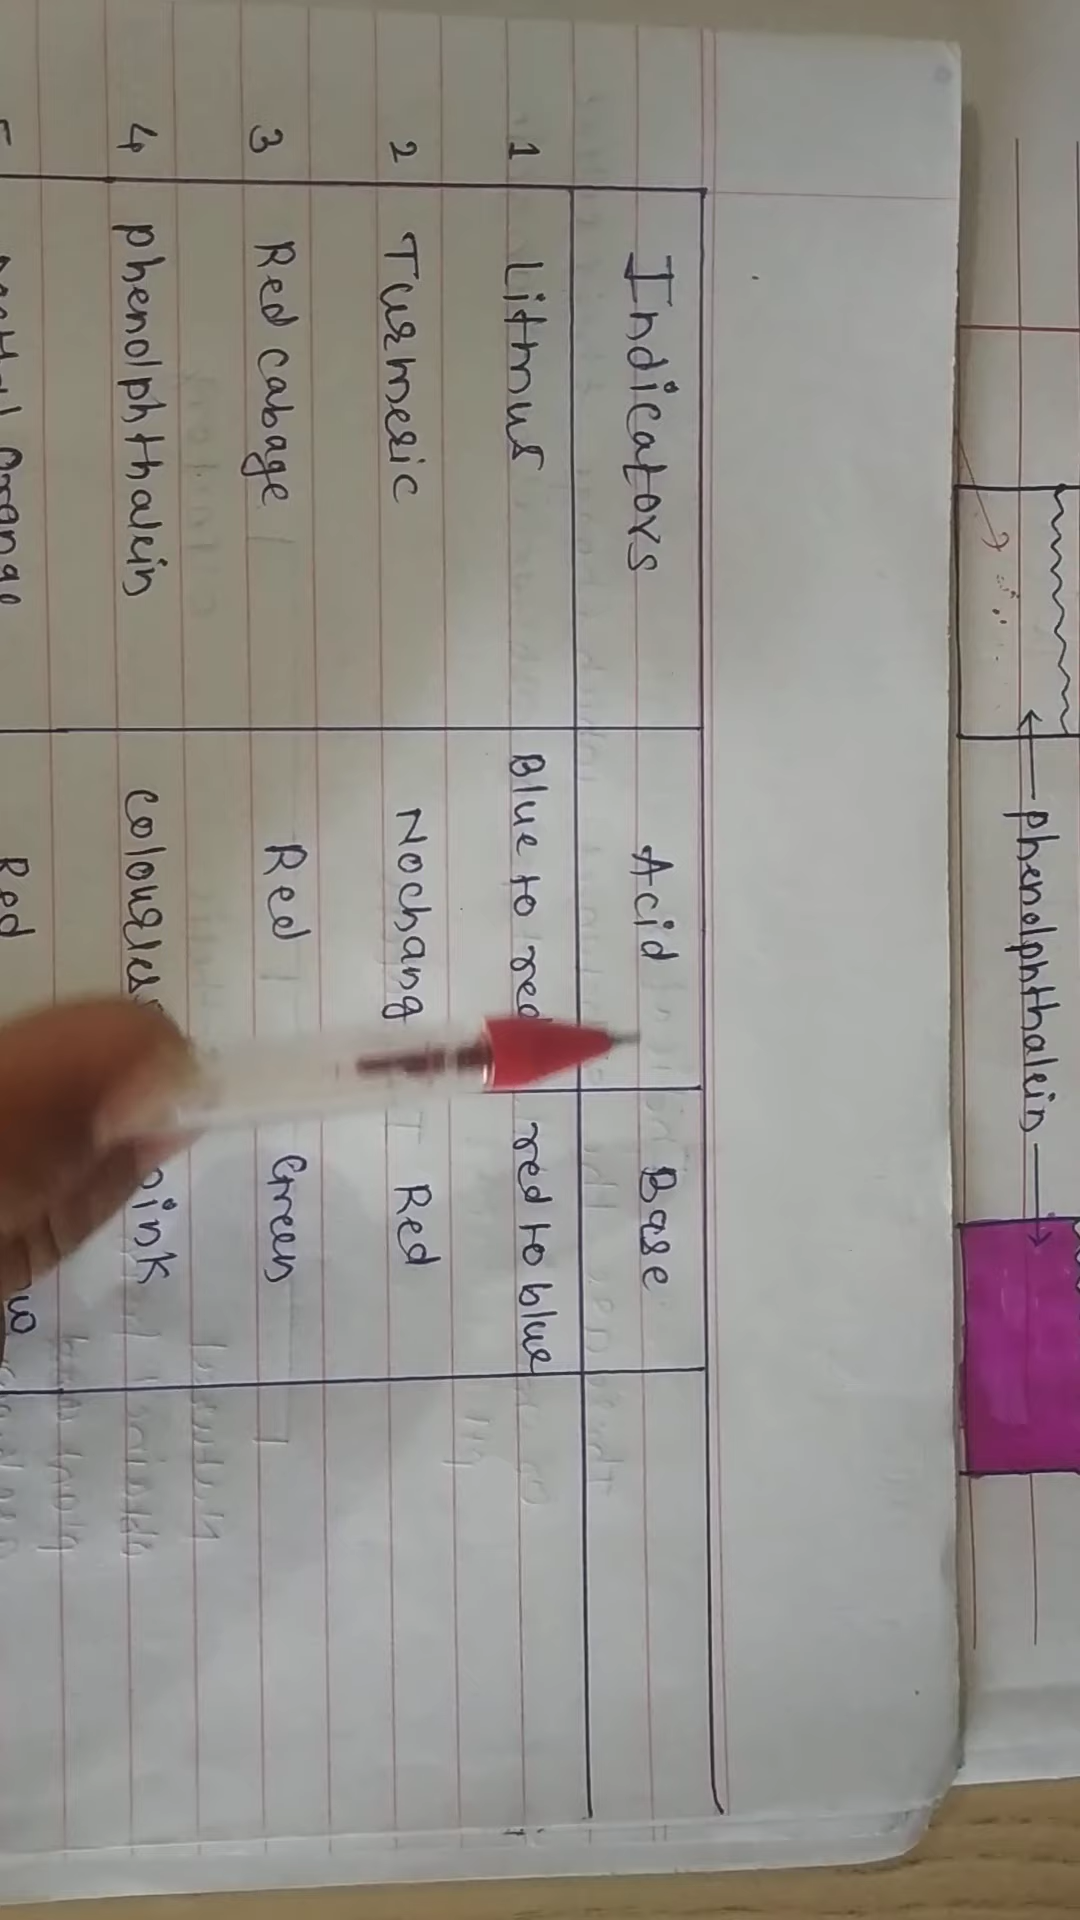 phenolphthalein
Indicators Acid Base
1 Litmus Blue to red red to blue
2 Turmeric Nochang Red
3 Red cabage Red Green
4 phenolphthalein colourles pink
Red